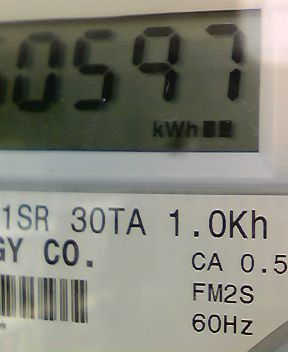 0597
kWh
1SR 30TA 1.0Kh
GY CO.
CA 0.5
FM2S
60Hz